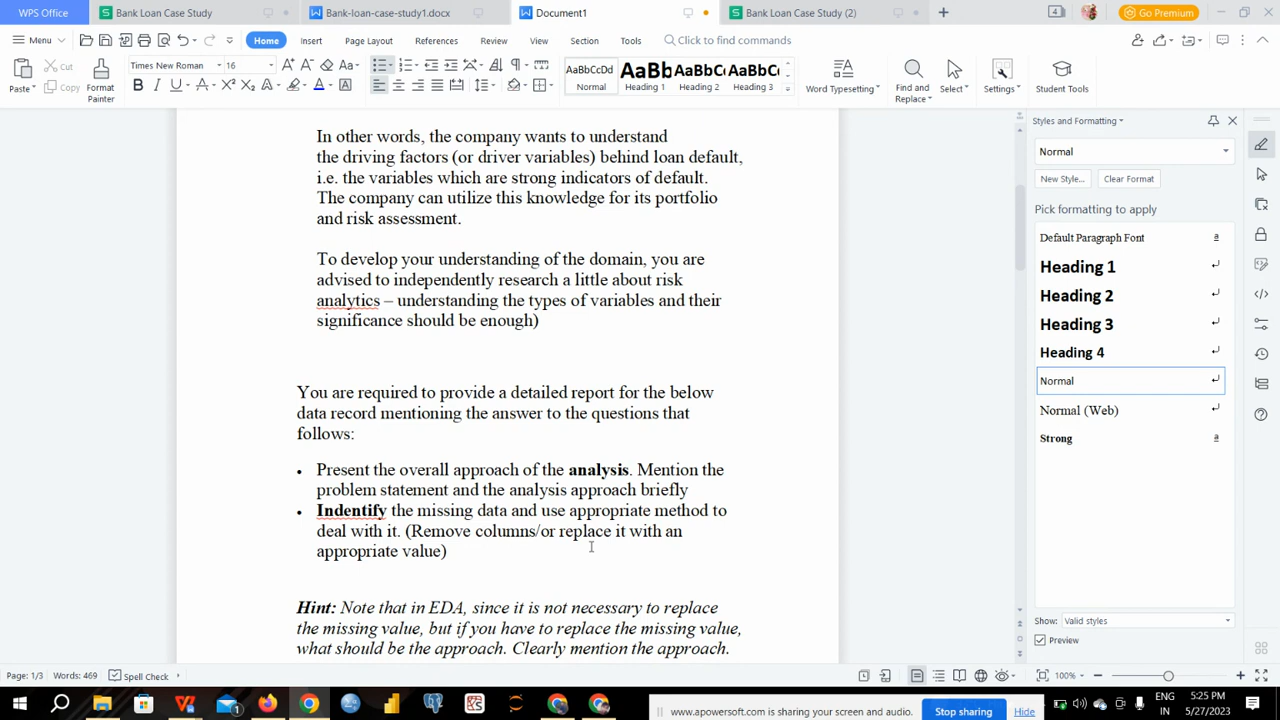 WPS Office
Bank Loan Case Study
Bank-loan-case-study1.docx
Document1
Bank Loan Case Study (2)
Go Premium
Menu
Home
Insert
Page Layout
References
Review
View
Section
Tools
Search for commands
Paste
Cut
Copy
Format
Painter
Times New Roman
16
AaBbCcDd
Normal
AaBb
Heading 1
AaBbCc
Heading 2
AaBbCc
Heading 3
Word Typesetting
Find and
Replace
Select
Settings
Student Tools
In other words, the company wants to understand
the driving factors (or driver variables) behind loan default,
i.e. the variables which are strong indicators of default.
The company can utilize this knowledge for its portfolio
and risk assessment.
To develop your understanding of the domain, you are
advised to independently research a little about risk
analytics – understanding the types of variables and their
significance should be enough)
You are required to provide a detailed report for the below
data record mentioning the answer to the questions that
follows:
• Present the overall approach of the analysis. Mention the
problem statement and the analysis approach briefly
• Indentify the missing data and use appropriate method to
deal with it. (Remove columns/or replace it with an
appropriate value)
Hint: Note that in EDA, since it is not necessary to replace
the missing value, but if you have to replace the missing value,
what should be the approach. Clearly mention the approach.
Styles and Formatting
Normal
New Style...
Clear Format
Pick formatting to apply
Default Paragraph Font
Heading 1
Heading 2
Heading 3
Heading 4
Normal
Normal (Web)
Strong
Show: Valid styles
Preview
Page: 1/3
Words: 469
Spell Check
100%
www.apowersoft.com is sharing your screen and audio.
Stop sharing
Hide
ENG
IN
5:25 PM
5/27/2023